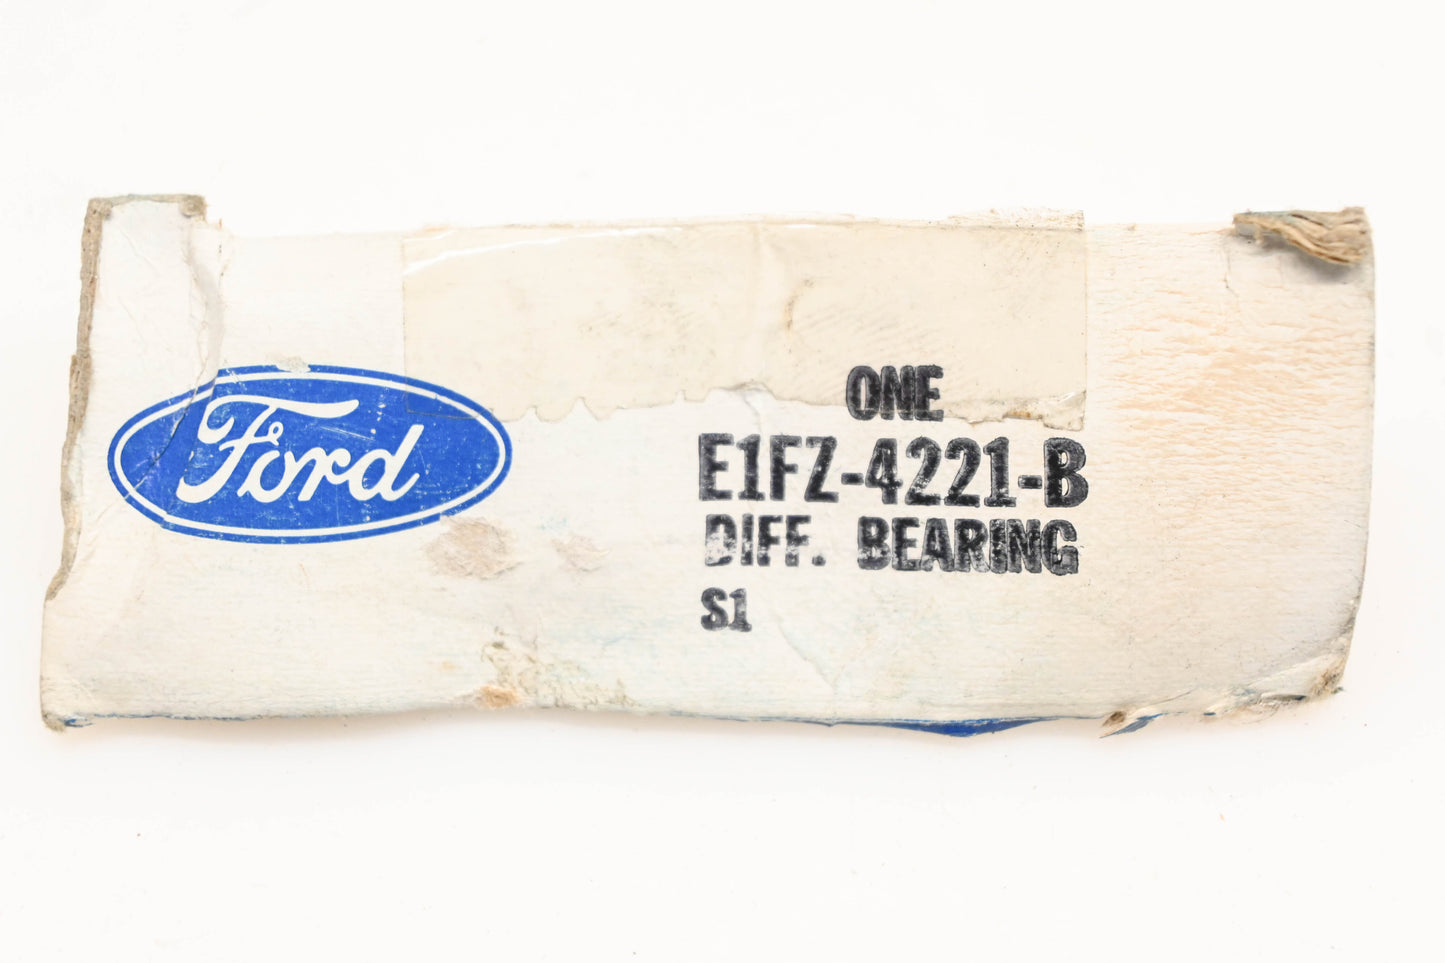 Ford
ONE
E1FZ-4221-B
DIFF. BEARING
S1